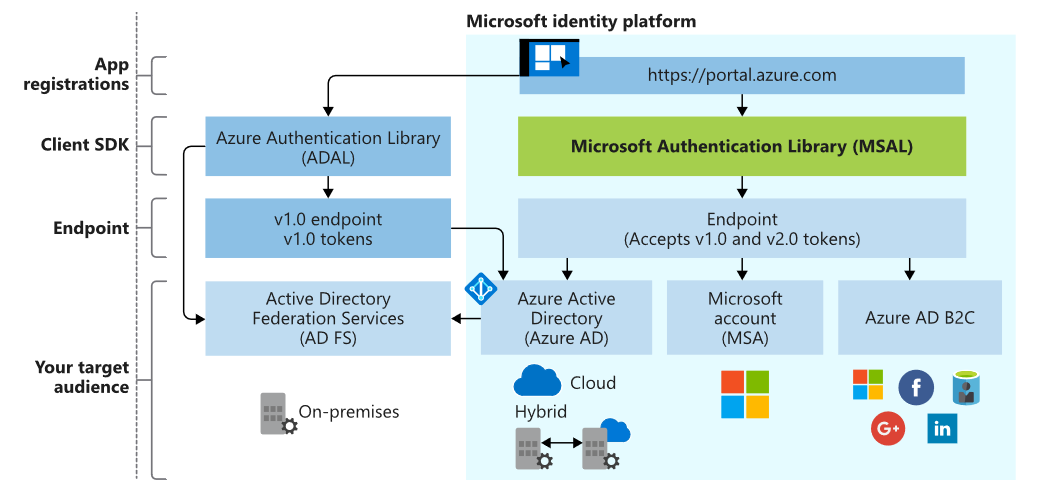 Microsoft identity platform
App
registrations
https://portal.azure.com
Client SDK
Azure Authentication Library
(ADAL)
Microsoft Authentication Library (MSAL)
Endpoint
v1.0 endpoint
v1.0 tokens
Endpoint
(Accepts v1.0 and v2.0 tokens)
Your target
audience
Active Directory
Federation Services
(AD FS)
Azure Active
Directory
(Azure AD)
Microsoft
account
(MSA)
Azure AD B2C
On-premises
Cloud
Hybrid
f
G+
in